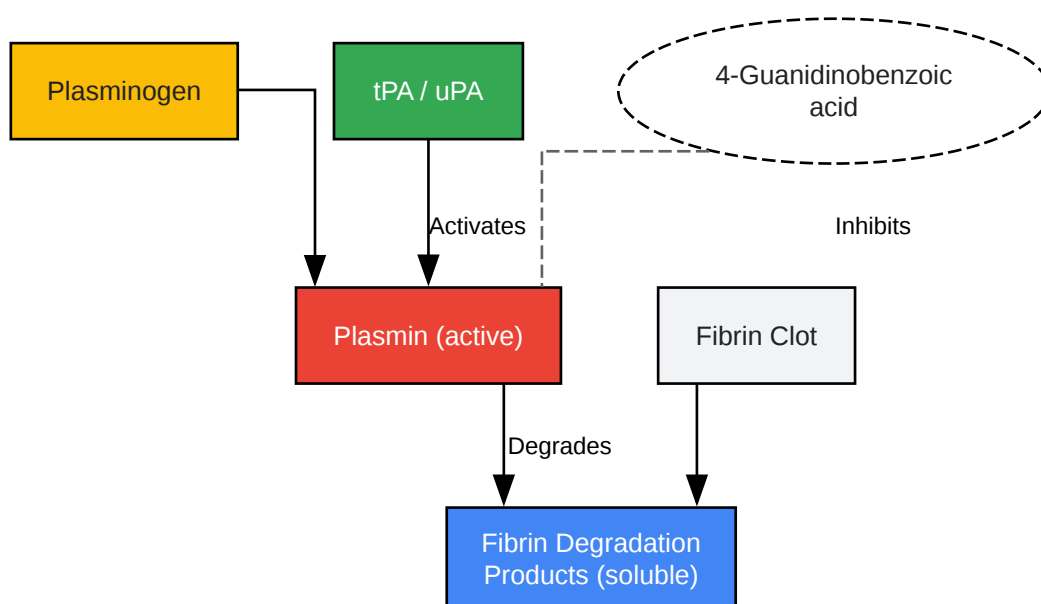 Plasminogen
tPA / uPA
4-Guanidinobenzoic
acid
Activates
Inhibits
Plasmin (active)
Fibrin Clot
Degrades
Fibrin Degradation
Products (soluble)